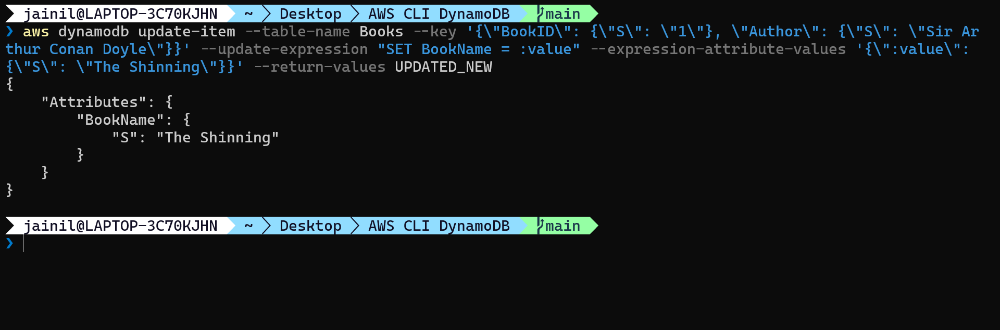 jainil@LAPTOP-3C70KJHN ~ Desktop AWS CLI DynamoDB main
❯ aws dynamodb update-item --table-name Books --key '{\"BookID\": {\"S\": \"1\"}, \"Author\": {\"S\": \"Sir Ar
thur Conan Doyle\"}}' --update-expression "SET BookName = :value" --expression-attribute-values '{\":value\":
{\"S\": \"The Shinning\"}}' --return-values UPDATED_NEW
{
    "Attributes": {
        "BookName": {
            "S": "The Shinning"
        }
    }
}
jainil@LAPTOP-3C70KJHN ~ Desktop AWS CLI DynamoDB main
❯